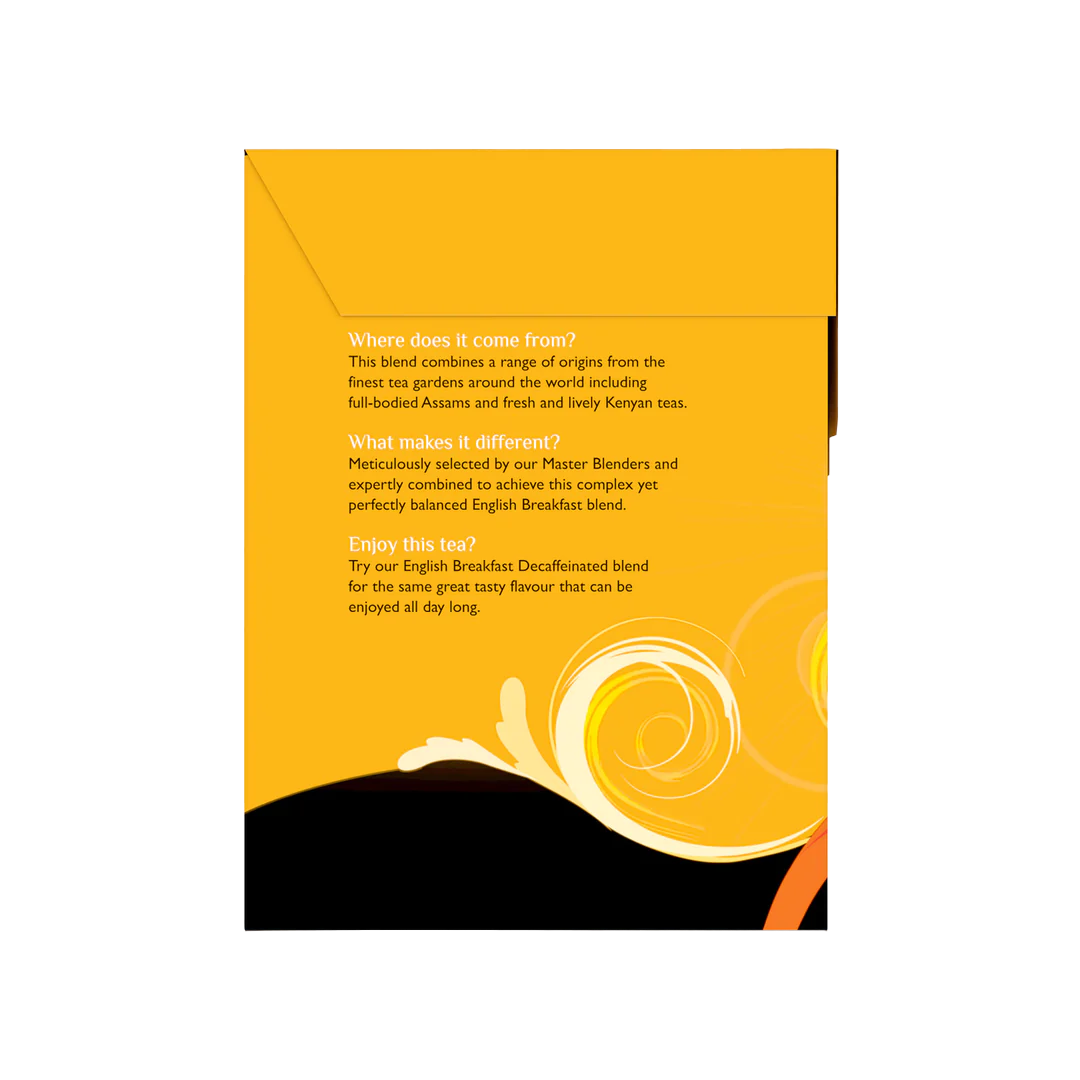 Where does it come from?
This blend combines a range of origins from the
finest tea gardens around the world including
full-bodied Assams and fresh and lively Kenyan teas.
What makes it different?
Meticulously selected by our Master Blenders and
expertly combined to achieve this complex yet
perfectly balanced English Breakfast blend.
Enjoy this tea?
Try our English Breakfast Decaffeinated blend
for the same great tasty flavour that can be
enjoyed all day long.